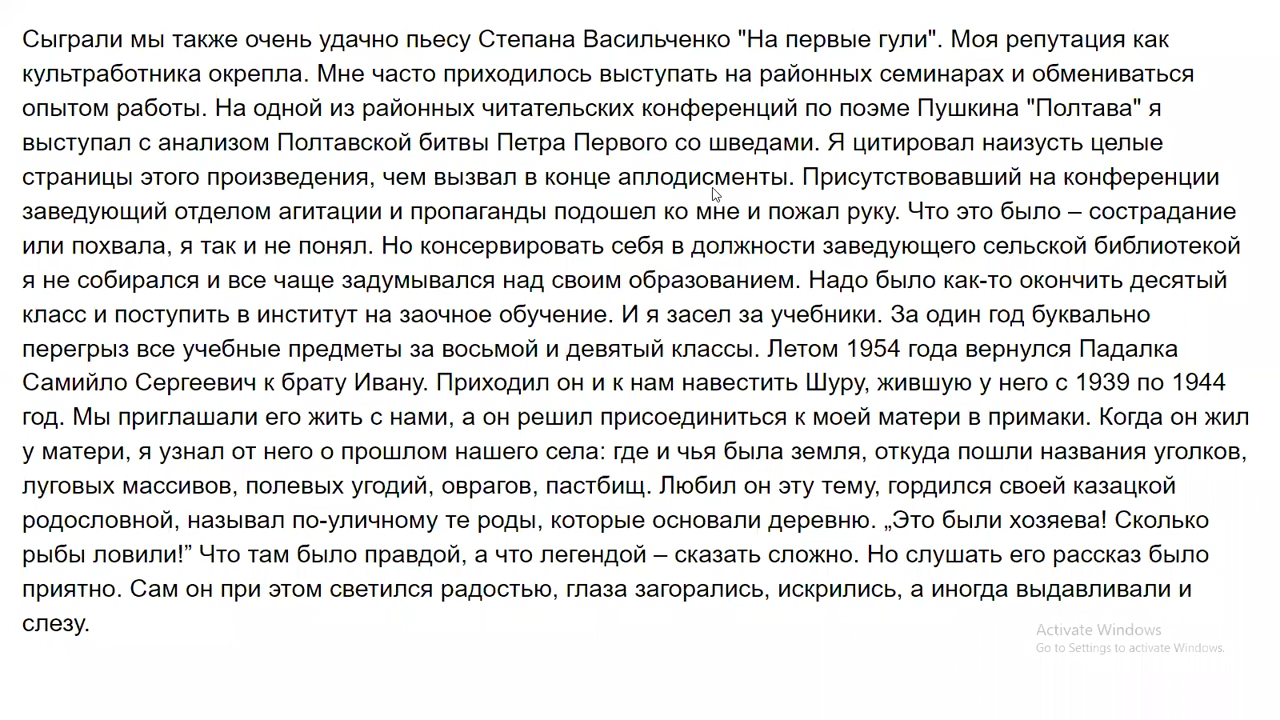 Сыграли мы также очень удачно пьесу Степана Васильченко "На первые гули". Моя репутация как
культработника окрепла. Мне часто приходилось выступать на районных семинарах и обмениваться
опытом работы. На одной из районных читательских конференций по поэме Пушкина "Полтава" я
выступал с анализом Полтавской битвы Петра Первого со шведами. Я цитировал наизусть целые
страницы этого произведения, чем вызвал в конце аплодисменты. Присутствовавший на конференции
заведующий отделом агитации и пропаганды подошел ко мне и пожал руку. Что это было – сострадание
или похвала, я так и не понял. Но консервировать себя в должности заведующего сельской библиотекой
я не собирался и все чаще задумывался над своим образованием. Надо было как-то окончить десятый
класс и поступить в институт на заочное обучение. И я засел за учебники. За один год буквально
перегрыз все учебные предметы за восьмой и девятый классы. Летом 1954 года вернулся Падалка
Самийло Сергеевич к брату Ивану. Приходил он и к нам навестить Шуру, жившую у него с 1939 по 1944
год. Мы приглашали его жить с нами, а он решил присоединиться к моей матери в примаки. Когда он жил
у матери, я узнал от него о прошлом нашего села: где и чья была земля, откуда пошли названия уголков,
луговых массивов, полевых угодий, оврагов, пастбищ. Любил он эту тему, гордился своей казацкой
родословной, называл по-уличному те роды, которые основали деревню. „Это были хозяева! Сколько
рыбы ловили!” Что там было правдой, а что легендой – сказать сложно. Но слушать его рассказ было
приятно. Сам он при этом светился радостью, глаза загорались, искрились, а иногда выдавливали и
слезу.
Activate Windows
Go to Settings to activate Windows.